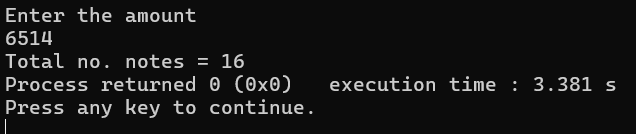 Enter the amount
6514
Total no. notes = 16
Process returned 0 (0x0)   execution time : 3.381 s
Press any key to continue.